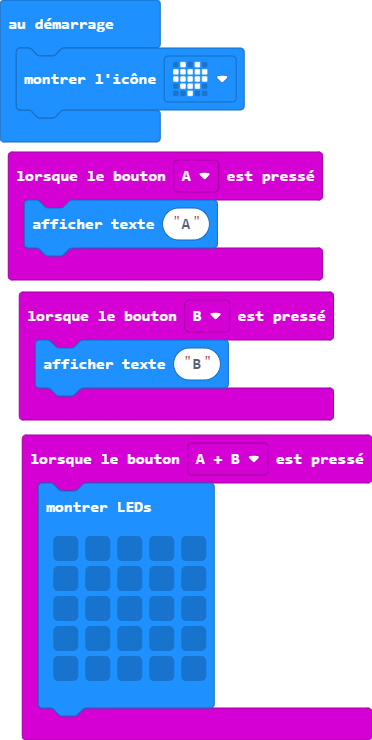 au démarrage
montrer l'icône
lorsque le bouton A est pressé
afficher texte "A"
lorsque le bouton B est pressé
afficher texte "B"
lorsque le bouton A + B est pressé
montrer LEDs